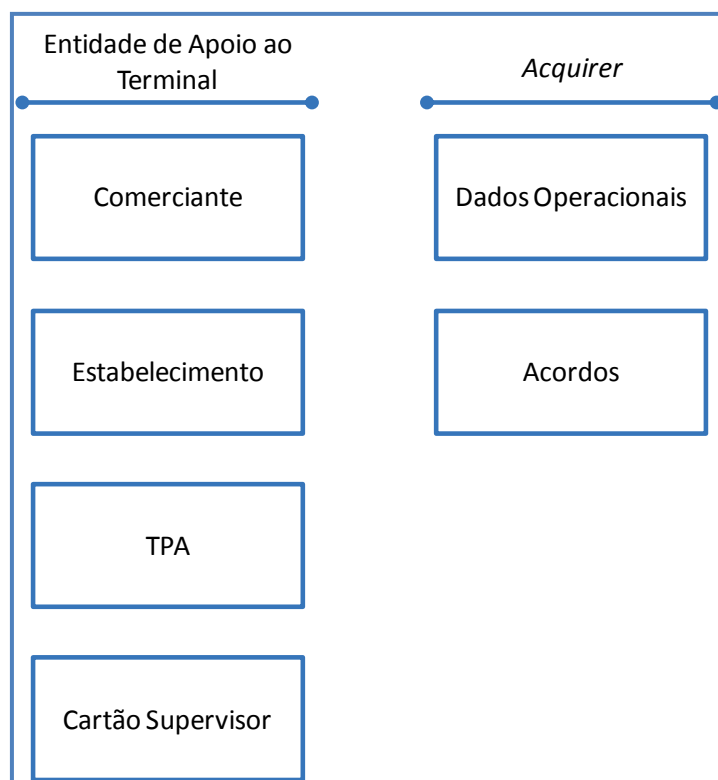 Entidade de Apoio ao
Terminal
Acquirer
Comerciante
Dados Operacionais
Estabelecimento
Acordos
TPA
Cartão Supervisor